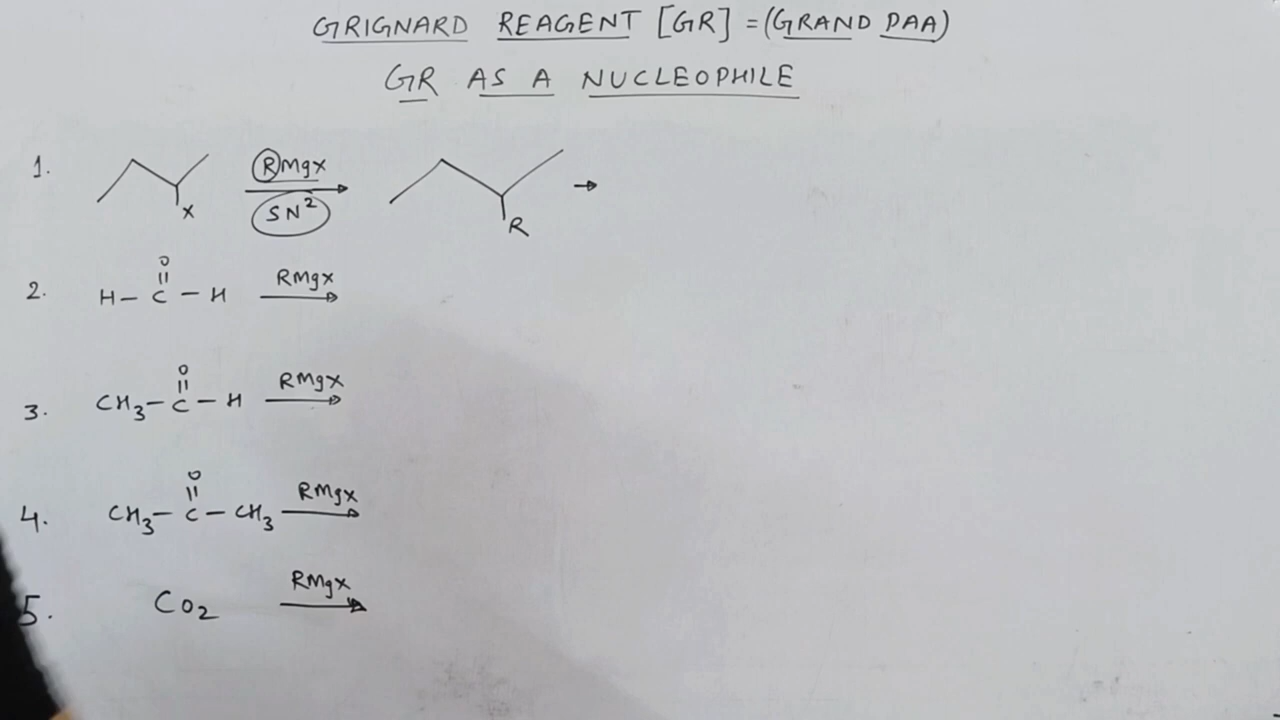 GRIGNARD REAGENT [GR] = (GRAND PAA)
GR AS A NUCLEOPHILE
1. X RMgx SN² R
2. H – C – H O RMgx
3. CH₃ – C – H O RMgx
4. CH₃ – C – CH₃ O RMgx
5. CO₂ RMgx